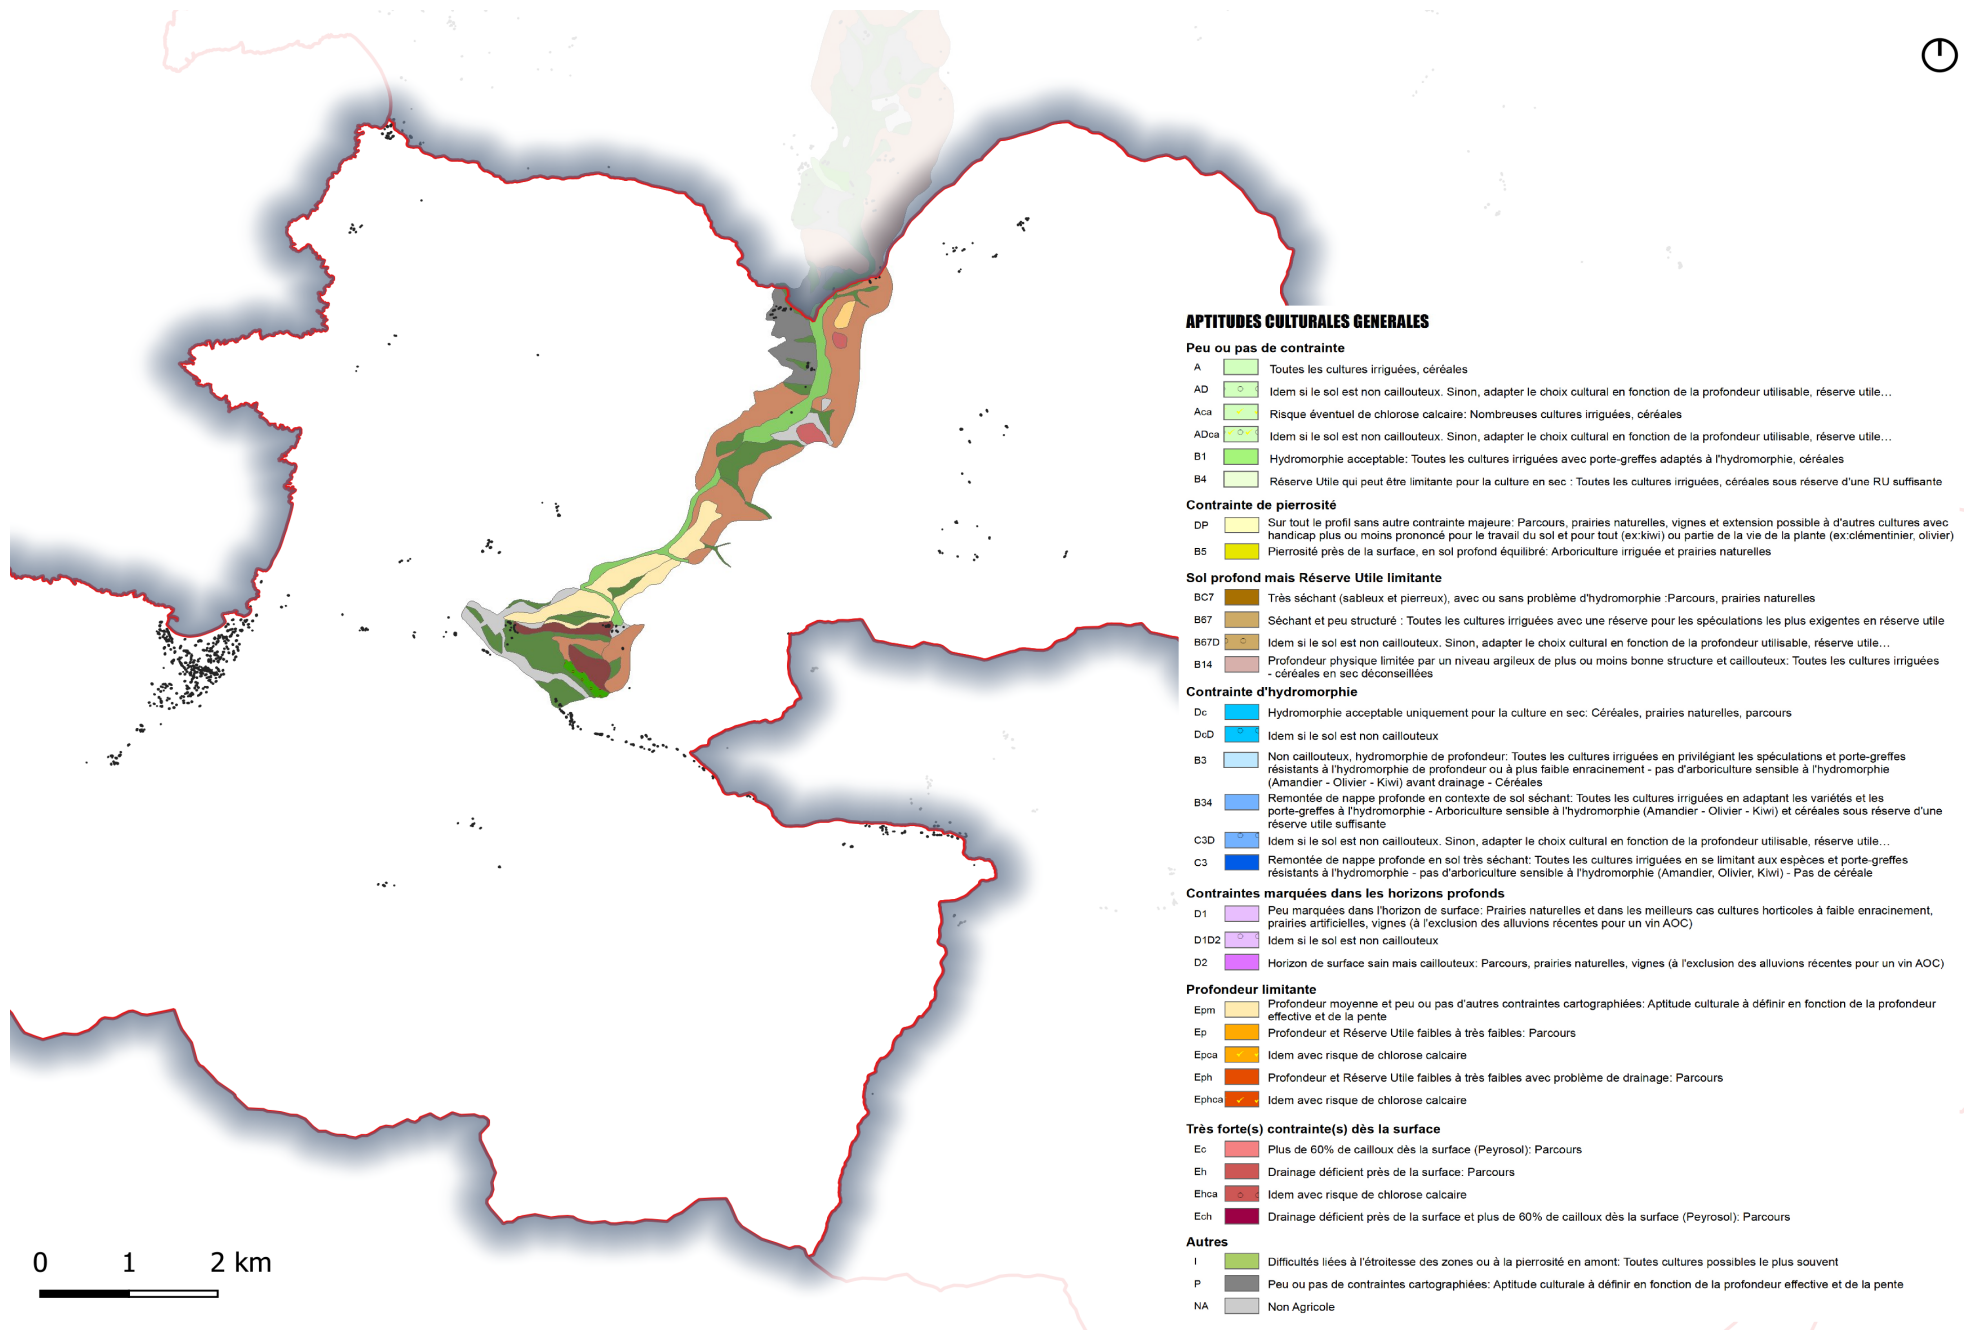 APTITUDES CULTURALES GENERALES
Peu ou pas de contrainte
A Toutes les cultures irriguées, céréales
AD Idem si le sol est non caillouteux. Sinon, adapter le choix cultural en fonction de la profondeur utilisable, réserve utile…
Aca Risque éventuel de chlorose calcaire: Nombreuses cultures irriguées, céréales
ADca Idem si le sol est non caillouteux. Sinon, adapter le choix cultural en fonction de la profondeur utilisable, réserve utile…
B1 Hydromorphie acceptable: Toutes les cultures irriguées avec porte-greffes adaptés à l'hydromorphie, céréales
B4 Réserve Utile qui peut être limitante pour la culture en sec : Toutes les cultures irriguées, céréales sous réserve d'une RU suffisante
Contrainte de pierrosité
DP Sur tout le profil sans autre contrainte majeure: Parcours, prairies naturelles, vignes et extension possible à d'autres cultures avec
handicap plus ou moins prononcé pour le travail du sol et pour tout (ex:kiwi) ou partie de la vie de la plante (ex:clémentinier, olivier)
B5 Pierrosité près de la surface, en sol profond équilibré: Arboriculture irriguée et prairies naturelles
Sol profond mais Réserve Utile limitante
BC7 Très séchant (sableux et pierreux), avec ou sans problème d'hydromorphie :Parcours, prairies naturelles
B67 Séchant et peu structuré : Toutes les cultures irriguées avec une réserve pour les spéculations les plus exigentes en réserve utile
B67D Idem si le sol est non caillouteux. Sinon, adapter le choix cultural en fonction de la profondeur utilisable, réserve utile…
B14 Profondeur physique limitée par un niveau argileux de plus ou moins bonne structure et caillouteux: Toutes les cultures irriguées
- céréales en sec déconseillées
Contrainte d'hydromorphie
Dc Hydromorphie acceptable uniquement pour la culture en sec: Céréales, prairies naturelles, parcours
DcD Idem si le sol est non caillouteux
B3 Non caillouteux, hydromorphie de profondeur: Toutes les cultures irriguées en privilégiant les spéculations et porte-greffes
résistants à l'hydromorphie de profondeur ou à plus faible enracinement - pas d'arboriculture sensible à l'hydromorphie
(Amandier - Olivier - Kiwi) avant drainage - Céréales
B34 Remontée de nappe profonde en contexte de sol séchant: Toutes les cultures irriguées en adaptant les variétés et les
porte-greffes à l'hydromorphie - Arboriculture sensible à l'hydromorphie (Amandier - Olivier - Kiwi) et céréales sous réserve d'une
réserve utile suffisante
C3D Idem si le sol est non caillouteux. Sinon, adapter le choix cultural en fonction de la profondeur utilisable, réserve utile…
C3 Remontée de nappe profonde en sol très séchant: Toutes les cultures irriguées en se limitant aux espèces et porte-greffes
résistants à l'hydromorphie - pas d'arboriculture sensible à l'hydromorphie (Amandier, Olivier, Kiwi) - Pas de céréale
Contraintes marquées dans les horizons profonds
D1 Peu marquées dans l'horizon de surface: Prairies naturelles et dans les meilleurs cas cultures horticoles à faible enracinement,
prairies artificielles, vignes (à l'exclusion des alluvions récentes pour un vin AOC)
D1D2 Idem si le sol est non caillouteux
D2 Horizon de surface sain mais caillouteux: Parcours, prairies naturelles, vignes (à l'exclusion des alluvions récentes pour un vin AOC)
Profondeur limitante
Epm Profondeur moyenne et peu ou pas d'autres contraintes cartographiées: Aptitude culturale à définir en fonction de la profondeur
effective et de la pente
Ep Profondeur et Réserve Utile faibles à très faibles: Parcours
Epca Idem avec risque de chlorose calcaire
Eph Profondeur et Réserve Utile faibles à très faibles avec problème de drainage: Parcours
Ephca Idem avec risque de chlorose calcaire
Très forte(s) contrainte(s) dès la surface
Ec Plus de 60% de cailloux dès la surface (Peyrosol): Parcours
Eh Drainage déficient près de la surface: Parcours
Ehca Idem avec risque de chlorose calcaire
Ech Drainage déficient près de la surface et plus de 60% de cailloux dès la surface (Peyrosol): Parcours
Autres
I Difficultés liées à l'étroitesse des zones ou à la pierrosité en amont: Toutes cultures possibles le plus souvent
P Peu ou pas de contraintes cartographiées: Aptitude culturale à définir en fonction de la profondeur effective et de la pente
NA Non Agricole
0 1 2 km